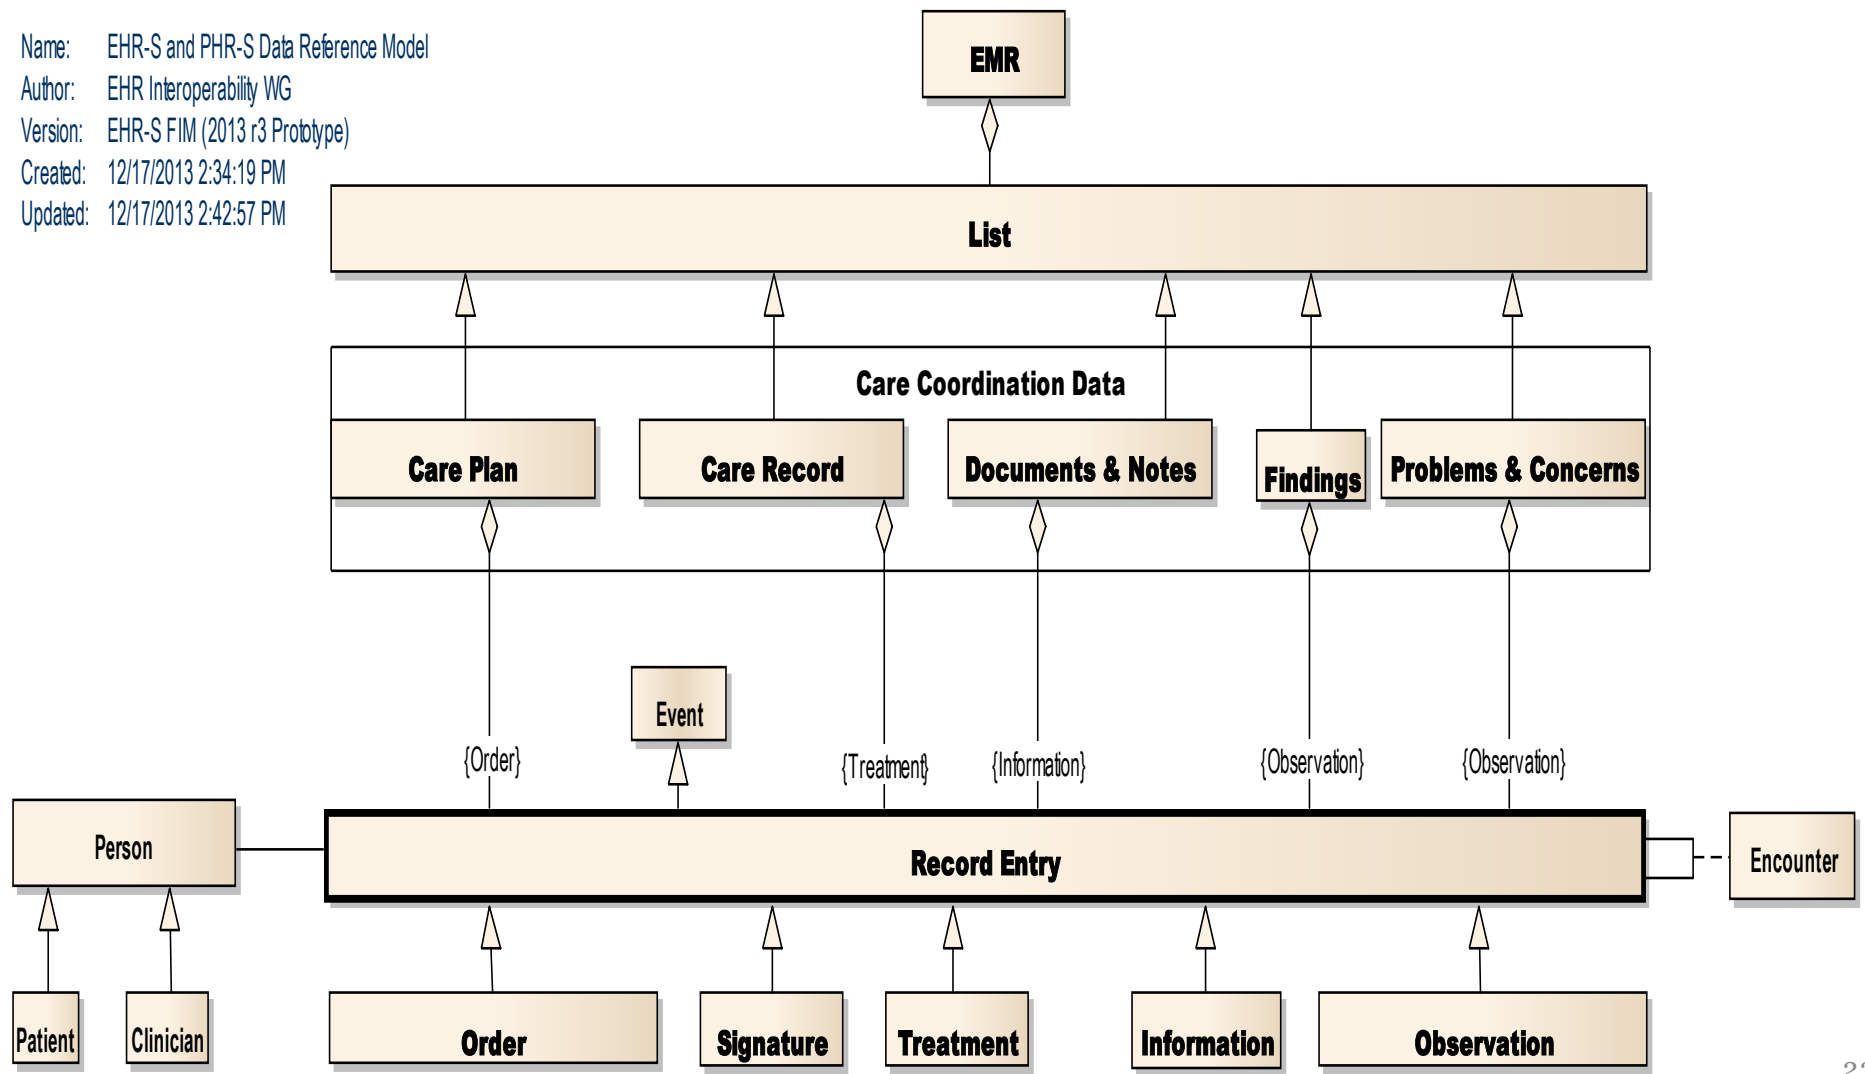 Name: EHR-S and PHR-S Data Reference Model
Author: EHR Interoperability WG
Version: EHR-S FIM (2013 r3 Prototype)
Created: 12/17/2013 2:34:19 PM
Updated: 12/17/2013 2:42:57 PM
EMR
List
Care Coordination Data
Care Plan
Care Record
Documents & Notes
Findings
Problems & Concerns
Event
{Order}
{Treatment}
{Information}
{Observation}
{Observation}
Person
Record Entry
Encounter
Patient
Clinician
Order
Signature
Treatment
Information
Observation